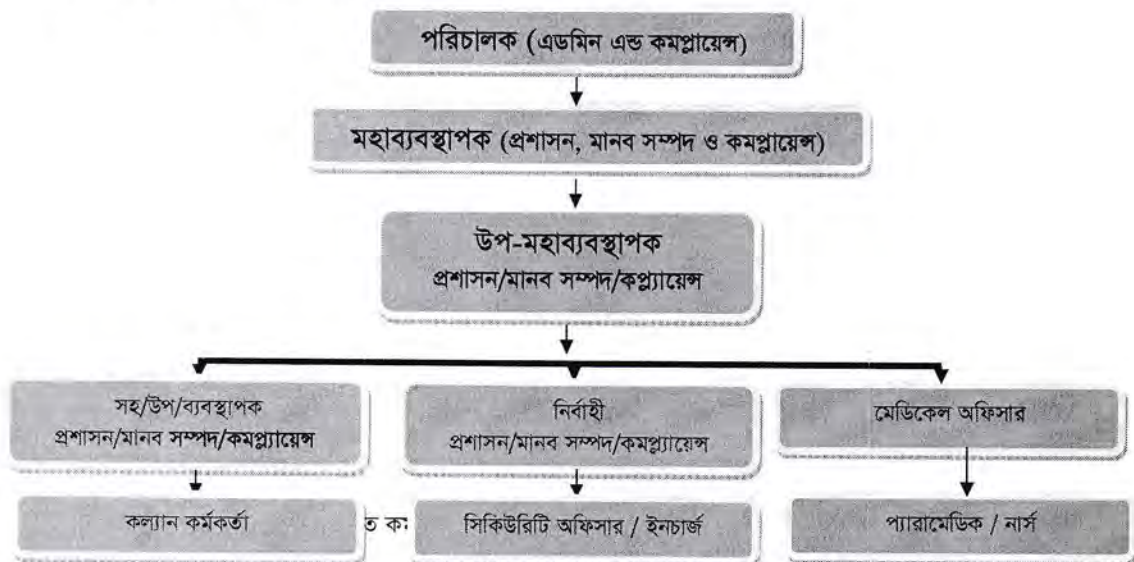 পরিচালক (এডমিন এন্ড কমপ্লায়েন্স)
মহাব্যবস্থাপক (প্রশাসন, মানব সম্পদ ও কমপ্লায়েন্স)
উপ-মহাব্যবস্থাপক
প্রশাসন/মানব সম্পদ/কপ্ল্যায়েন্স
সহ/উপ/ব্যবস্থাপক
প্রশাসন/মানব সম্পদ/কমপ্ল্যায়েন্স
নির্বাহী
প্রশাসন/মানব সম্পদ/কমপ্ল্যায়েন্স
মেডিকেল অফিসার
কল্যান কর্মকর্তা
সিকিউরিটি অফিসার / ইনচার্জ
প্যারামেডিক / নার্স